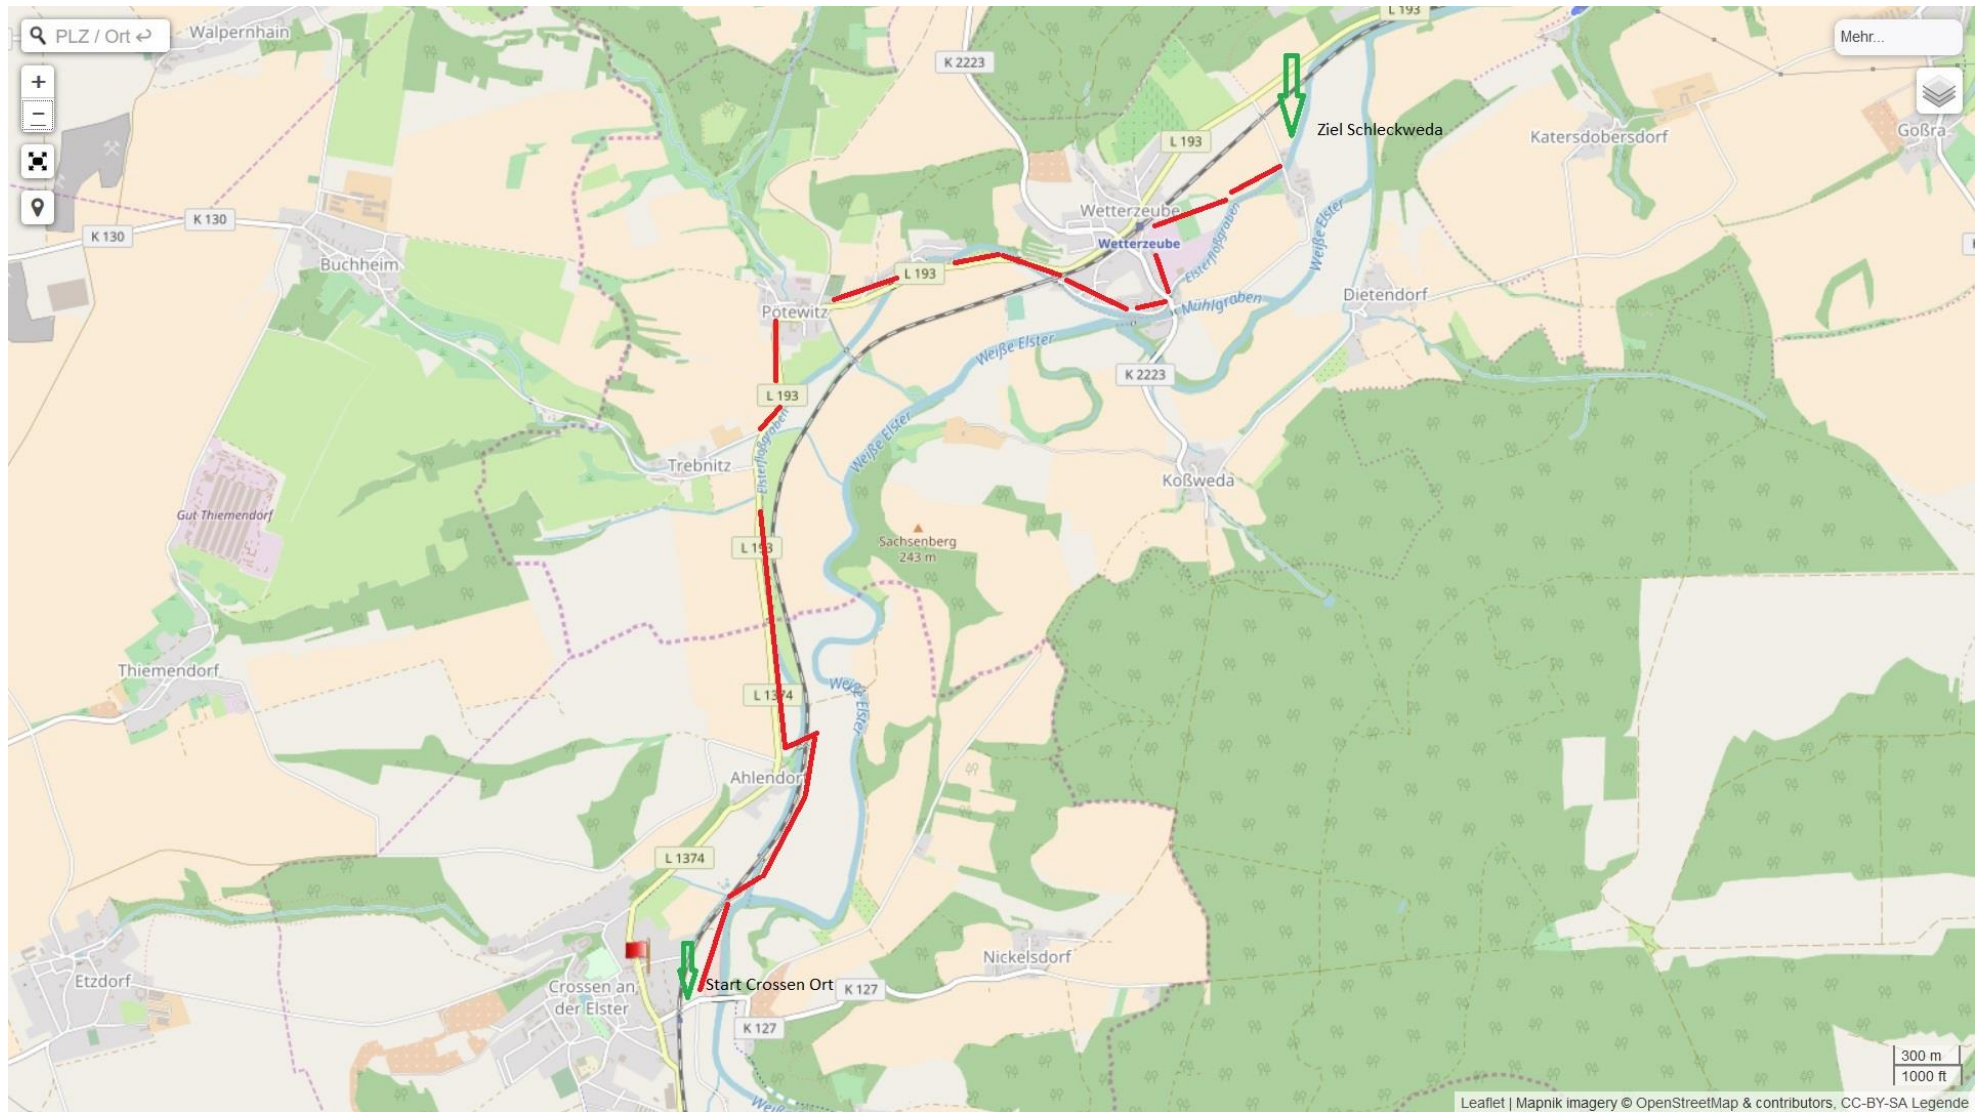 L 193
Walpernhain
PLZ / Ort
Mehr...
K 2223
Ziel Schleckweda
Katersdobersdorf
Goßra
L 193
K 130
K 130
Wetterzeube
Wetterzeube
Buchheim
L 193
Elsterfloßgraben
Weiße Elster
Mühlgraben
Dietendorf
Potewitz
Weiße Elster
K 2223
L 193
Elsterfloßgraben
Weiße Elster
Trebnitz
Koßweda
Gut Thiemendorf
Sachsenberg
243 m
L 193
Thiemendorf
L 1374
Weiße Elster
Ahlendorf
L 1374
Nickelsdorf
Etzdorf
Crossen an
der Elster
Start Crossen Ort
K 127
K 127
300 m
1000 ft
Leaflet | Mapnik imagery © OpenStreetMap & contributors, CC-BY-SA Legende